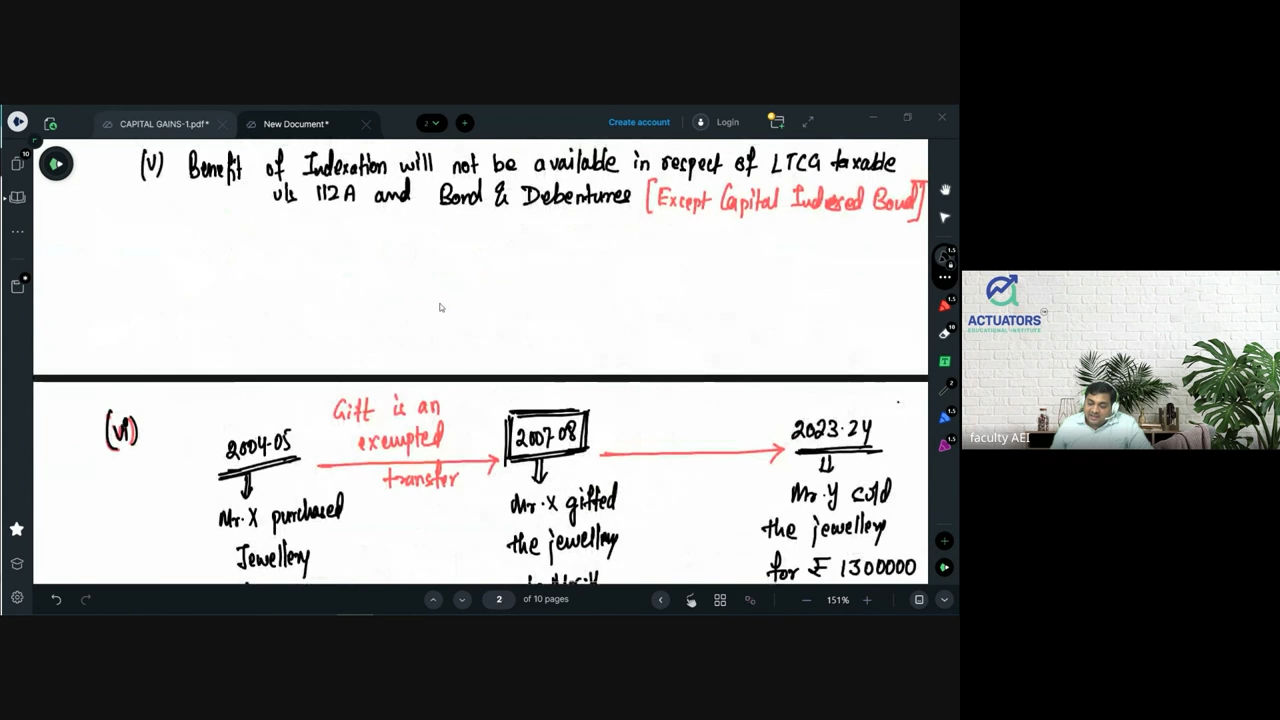 CAPITAL GAINS-1.pdf*
New Document*
2
Create account
Login
(V) Benefit of Indexation will not be available in respect of LTCG taxable
u/s 112A and Bond & Debentures [Except Capital Indexed Bond]
(vi)
Gift is an
exempted
transfer
2004-05
2007-08
2023-24
Mr. X purchased
Jewellery
Mr. X gifted
the jewellery
Mr. Y sold
the jewellery
for ₹ 1300000
2
of 10 pages
151%
ACTUATORS
EDUCATIONAL INSTITUTE
faculty AEI